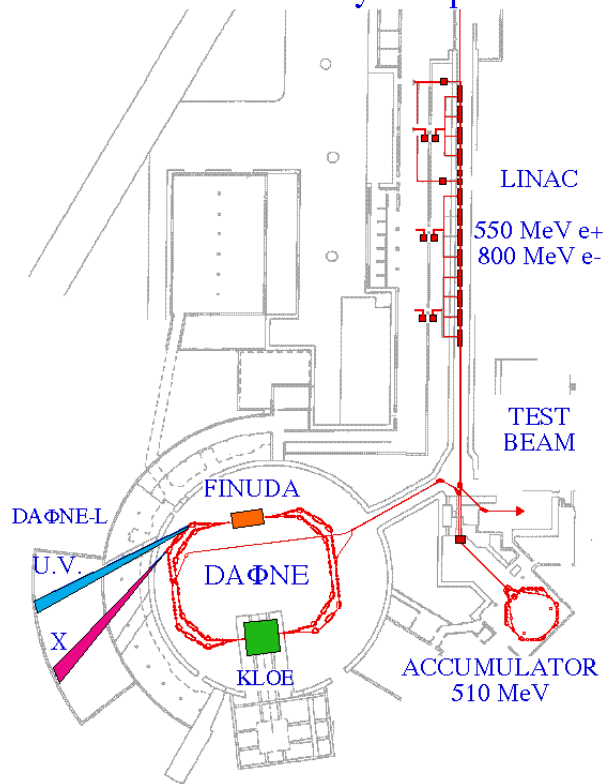 LINAC
550 MeV e+
800 MeV e-
TEST
BEAM
FINUDA
DAΦNE-L
U.V.
DAΦNE
X
KLOE
ACCUMULATOR
510 MeV